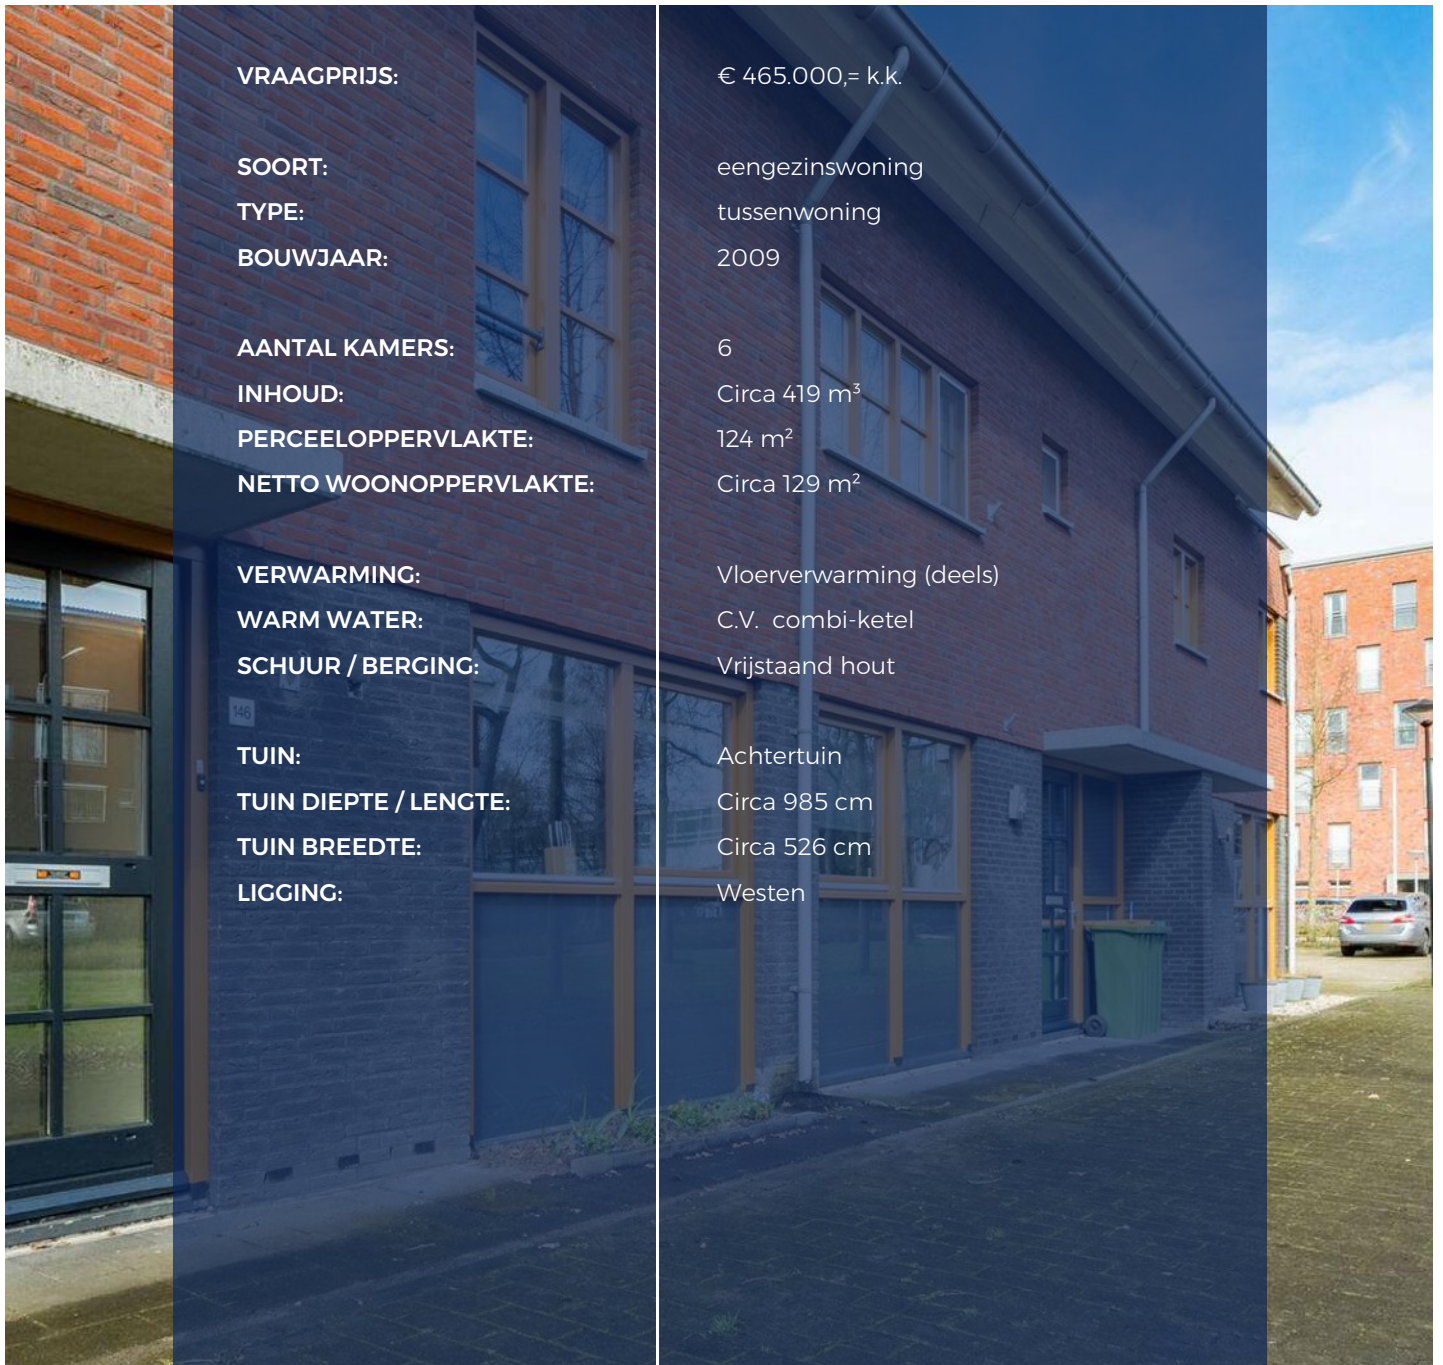 VRAAGPRIJS: € 465.000,= k.k.
SOORT: eengezinswoning
TYPE: tussenwoning
BOUWJAAR: 2009
AANTAL KAMERS: 6
INHOUD: Circa 419 m³
PERCEELOPPERVLAKTE: 124 m²
NETTO WOONOPPERVLAKTE: Circa 129 m²
VERWARMING: Vloerverwarming (deels)
WARM WATER: C.V. combi-ketel
SCHUUR / BERGING: Vrijstaand hout
146
TUIN: Achtertuin
TUIN DIEPTE / LENGTE: Circa 985 cm
TUIN BREEDTE: Circa 526 cm
LIGGING: Westen